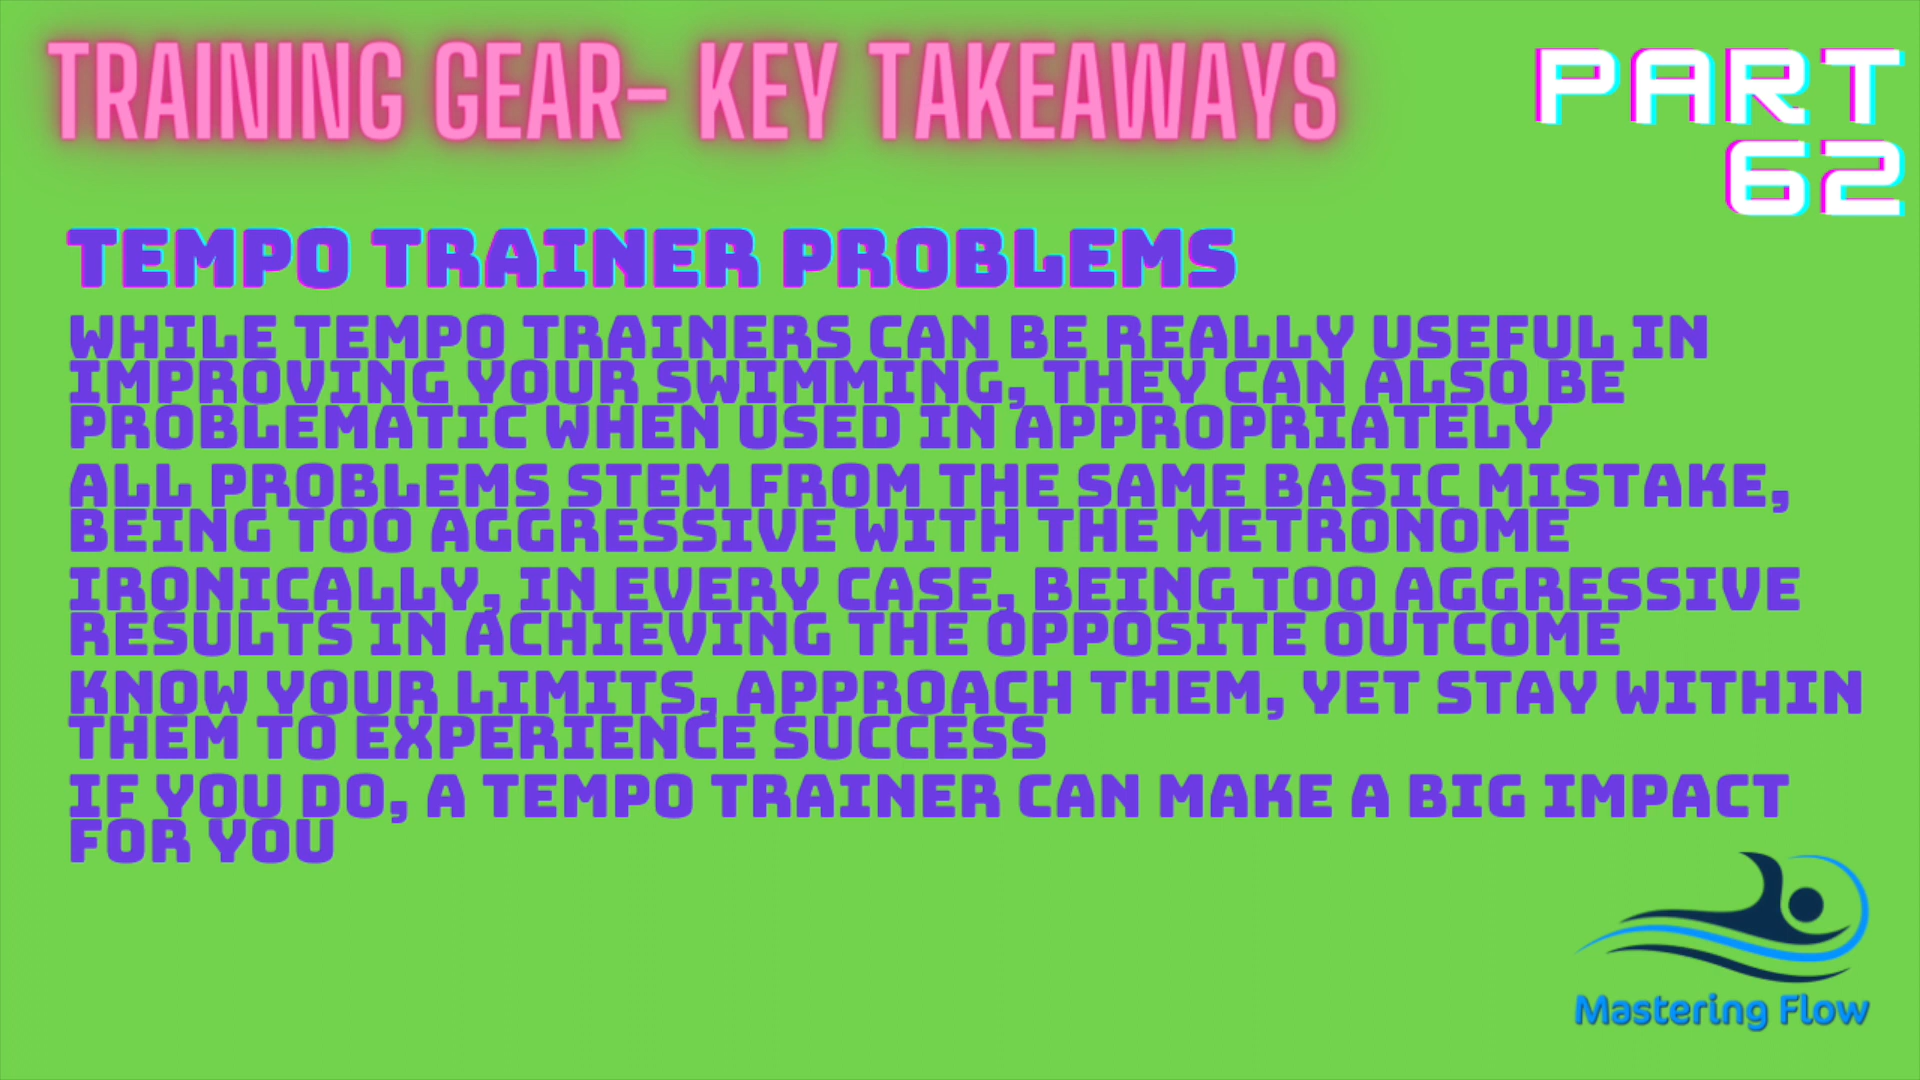 TRAINING GEAR- KEY TAKEAWAYS
PART
62
TEMPO TRAINER PROBLEMS
WHILE TEMPO TRAINERS CAN BE REALLY USEFUL IN
IMPROVING YOUR SWIMMING, THEY CAN ALSO BE
PROBLEMATIC WHEN USED IN APPROPRIATELY
ALL PROBLEMS STEM FROM THE SAME BASIC MISTAKE,
BEING TOO AGGRESSIVE WITH THE METRONOME
IRONICALLY, IN EVERY CASE, BEING TOO AGGRESSIVE
RESULTS IN ACHIEVING THE OPPOSITE OUTCOME
KNOW YOUR LIMITS, APPROACH THEM, YET STAY WITHIN
THEM TO EXPERIENCE SUCCESS
IF YOU DO, A TEMPO TRAINER CAN MAKE A BIG IMPACT
FOR YOU
Mastering Flow